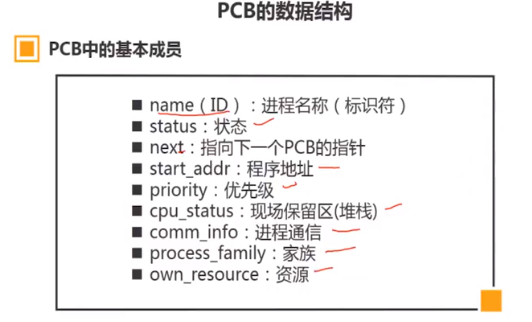 PCB的数据结构
PCB中的基本成员
■ name（ID）：进程名称（标识符）
■ status：状态
■ next：指向下一个PCB的指针
■ start_addr：程序地址
■ priority：优先级
■ cpu_status：现场保留区(堆栈)
■ comm_info：进程通信
■ process_family：家族
■ own_resource：资源